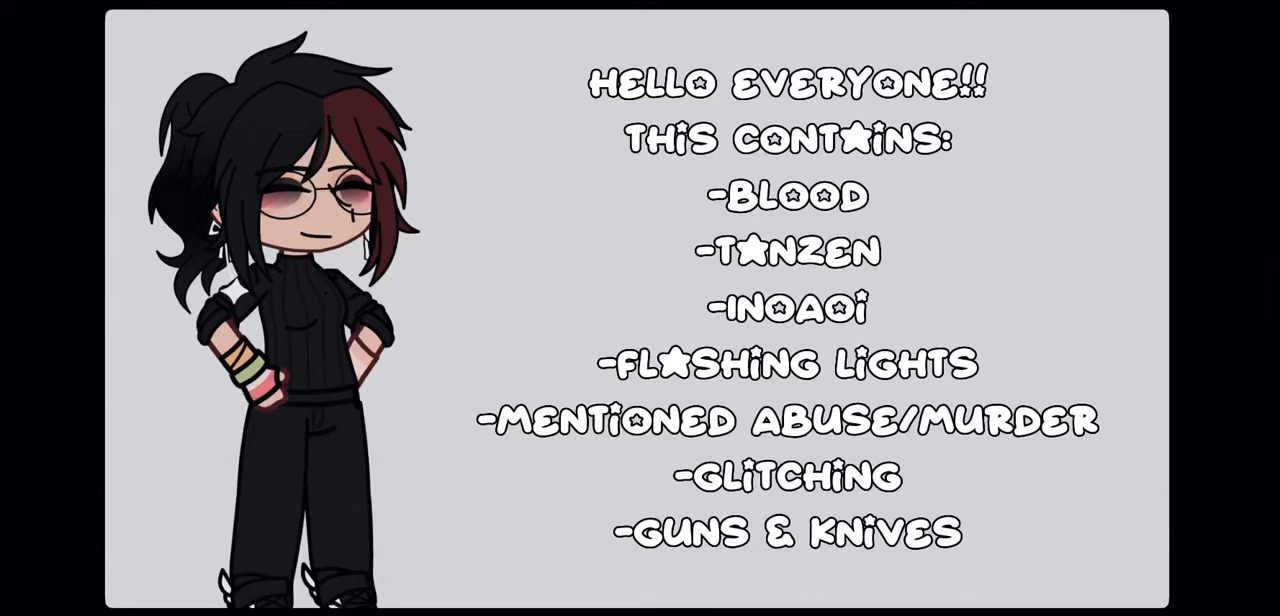 HELLO EVERYONE!!
THIS CONTAINS:
-BLOOD
-TANZEN
-INOAOI
-FLASHING LIGHTS
-MENTIONED ABUSE/MURDER
-GLITCHING
-GUNS & KNIVES